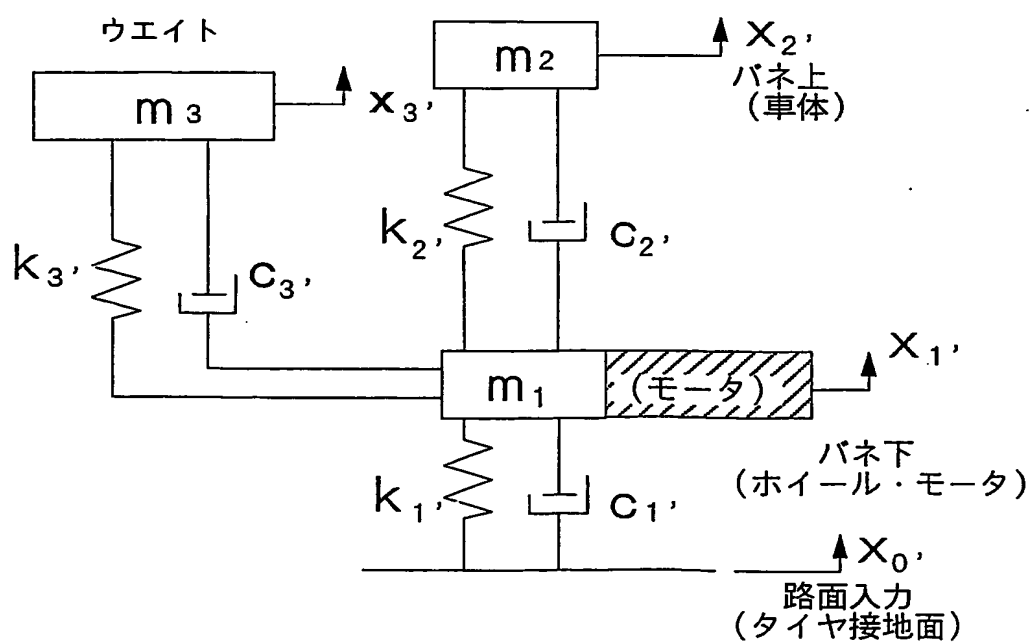 ウエイト
m3
x3,
m2
X2,
バネ上
(車体)
k3,
c3,
k2,
c2,
m1
(モータ)
X1,
バネ下
(ホイール・モータ)
k1,
c1,
X0,
路面入力
(タイヤ接地面)